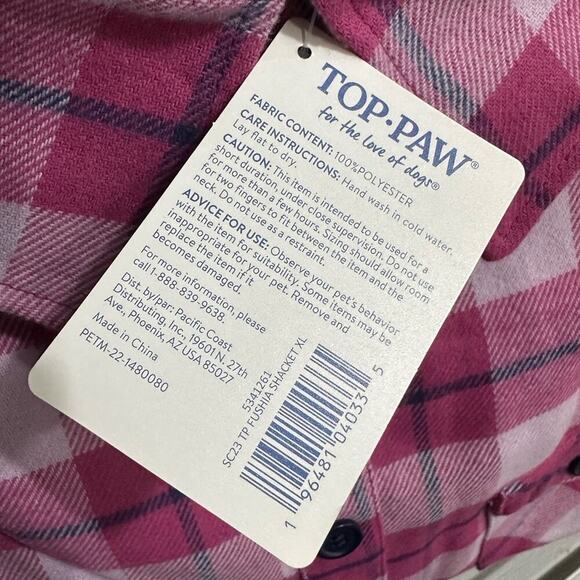 TOP•PAW®
for the love of dogs®
FABRIC CONTENT: 100%POLYESTER
CARE INSTRUCTIONS: Hand wash in cold water.
Lay flat to dry.
CAUTION: This item is intended to be used for a
short duration, under close supervision. Do not use
for more than a few hours. Sizing should allow room
for two fingers to fit between the item and the
neck. Do not use as a restraint.
ADVICE FOR USE: Observe your pet's behavior
with the item for suitability. Some items may be
inappropriate for your pet. Remove and
replace the item if it
becomes damaged.
For more information, please
call 1-888-839-9638.
Dist. by/par: Pacific Coast
Distributing, Inc., 19601 N. 27th
Ave., Phoenix, AZ USA 85027
Made in China
PETM-22-1480080
5341267
SC23 TP FUSHIA SHACKET XL
1 96481 04033 5